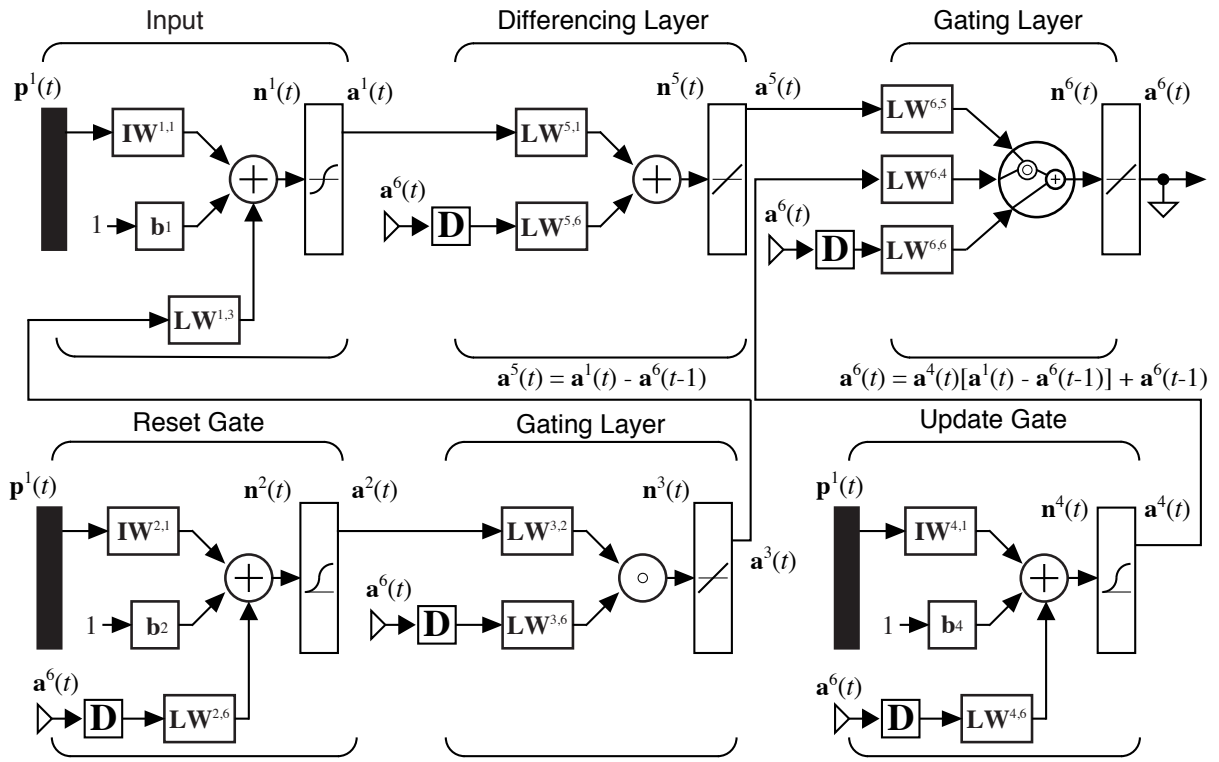 Input
Differencing Layer
Gating Layer
p¹(t)
n¹(t)
a¹(t)
n⁵(t)
a⁵(t)
n⁶(t)
a⁶(t)
IW¹,¹
LW⁵,¹
LW⁶,⁵
a⁶(t)
LW⁶,⁴
1
b1
D
LW⁵,⁶
a⁶(t)
D
LW⁶,⁶
LW¹,³
a⁵(t) = a¹(t) - a⁶(t-1)
a⁶(t) = a⁴(t)[a¹(t) - a⁶(t-1)] + a⁶(t-1)
Reset Gate
Gating Layer
Update Gate
p¹(t)
n²(t)
a²(t)
n³(t)
p¹(t)
n⁴(t)
a⁴(t)
IW²,¹
LW³,²
IW⁴,¹
a³(t)
a⁶(t)
1
b2
D
LW³,⁶
1
b4
a⁶(t)
D
LW²,⁶
a⁶(t)
D
LW⁴,⁶